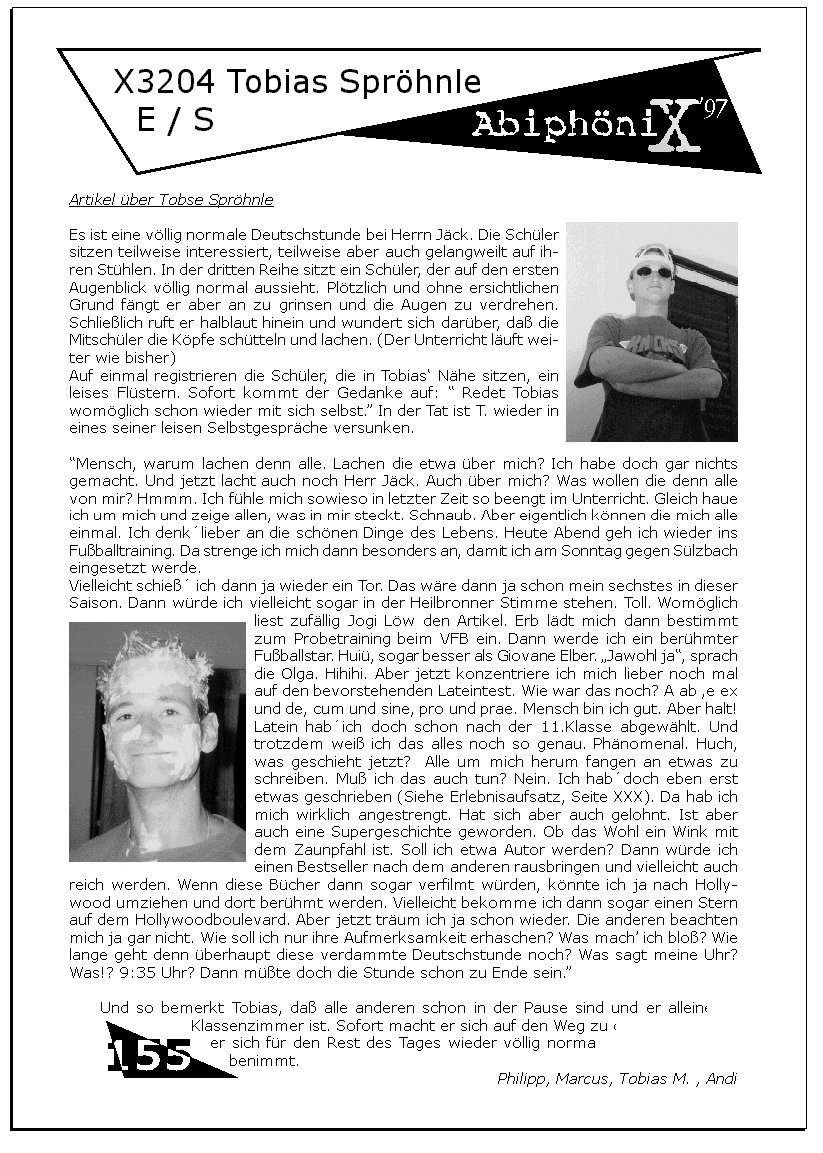 X3204 Tobias Spröhnle
E / S
AbiphöniX '97
Artikel über Tobse Spröhnle
Es ist eine völlig normale Deutschstunde bei Herrn Jäck. Die Schüler
sitzen teilweise interessiert, teilweise aber auch gelangweilt auf ih-
ren Stühlen. In der dritten Reihe sitzt ein Schüler, der auf den ersten
Augenblick völlig normal aussieht. Plötzlich und ohne ersichtlichen
Grund fängt er aber an zu grinsen und die Augen zu verdrehen.
Schließlich ruft er halblaut hinein und wundert sich darüber, daß die
Mitschüler die Köpfe schütteln und lachen. (Der Unterricht läuft wei-
ter wie bisher)
Auf einmal registrieren die Schüler, die in Tobias‘ Nähe sitzen, ein
leises Flüstern. Sofort kommt der Gedanke auf: “ Redet Tobias
womöglich schon wieder mit sich selbst.” In der Tat ist T. wieder in
eines seiner leisen Selbstgespräche versunken.
“Mensch, warum lachen denn alle. Lachen die etwa über mich? Ich habe doch gar nichts
gemacht. Und jetzt lacht auch noch Herr Jäck. Auch über mich? Was wollen die denn alle
von mir? Hmmm. Ich fühle mich sowieso in letzter Zeit so beengt im Unterricht. Gleich haue
ich um mich und zeige allen, was in mir steckt. Schnaub. Aber eigentlich können die mich alle
einmal. Ich denk´lieber an die schönen Dinge des Lebens. Heute Abend geh ich wieder ins
Fußballtraining. Da strenge ich mich dann besonders an, damit ich am Sonntag gegen Sülzbach
eingesetzt werde.
Vielleicht schieß´ ich dann ja wieder ein Tor. Das wäre dann ja schon mein sechstes in dieser
Saison. Dann würde ich vielleicht sogar in der Heilbronner Stimme stehen. Toll. Womöglich
liest zufällig Jogi Löw den Artikel. Erb lädt mich dann bestimmt
zum Probetraining beim VFB ein. Dann werde ich ein berühmter
Fußballstar. Huiü, sogar besser als Giovane Elber. „Jawohl ja“, sprach
die Olga. Hihihi. Aber jetzt konzentriere ich mich lieber noch mal
auf den bevorstehenden Lateintest. Wie war das noch? A ab ,e ex
und de, cum und sine, pro und prae. Mensch bin ich gut. Aber halt!
Latein hab´ich doch schon nach der 11.Klasse abgewählt. Und
trotzdem weiß ich das alles noch so genau. Phänomenal. Huch,
was geschieht jetzt?  Alle um mich herum fangen an etwas zu
schreiben. Muß ich das auch tun? Nein. Ich hab´doch eben erst
etwas geschrieben (Siehe Erlebnisaufsatz, Seite XXX). Da hab ich
mich wirklich angestrengt. Hat sich aber auch gelohnt. Ist aber
auch eine Supergeschichte geworden. Ob das Wohl ein Wink mit
dem Zaunpfahl ist. Soll ich etwa Autor werden? Dann würde ich
einen Bestseller nach dem anderen rausbringen und vielleicht auch
reich werden. Wenn diese Bücher dann sogar verfilmt würden, könnte ich ja nach Holly-
wood umziehen und dort berühmt werden. Vielleicht bekomme ich dann sogar einen Stern
auf dem Hollywoodboulevard. Aber jetzt träum ich ja schon wieder. Die anderen beachten
mich ja gar nicht. Wie soll ich nur ihre Aufmerksamkeit erhaschen? Was mach’ ich bloß? Wie
lange geht denn überhaupt diese verdammte Deutschstunde noch? Was sagt meine Uhr?
Was!? 9:35 Uhr? Dann müßte doch die Stunde schon zu Ende sein.”
Und so bemerkt Tobias, daß alle anderen schon in der Pause sind und er alleine
Klassenzimmer ist. Sofort macht er sich auf den Weg zu
er sich für den Rest des Tages wieder völlig norma
benimmt.
155
Philipp, Marcus, Tobias M. , Andi